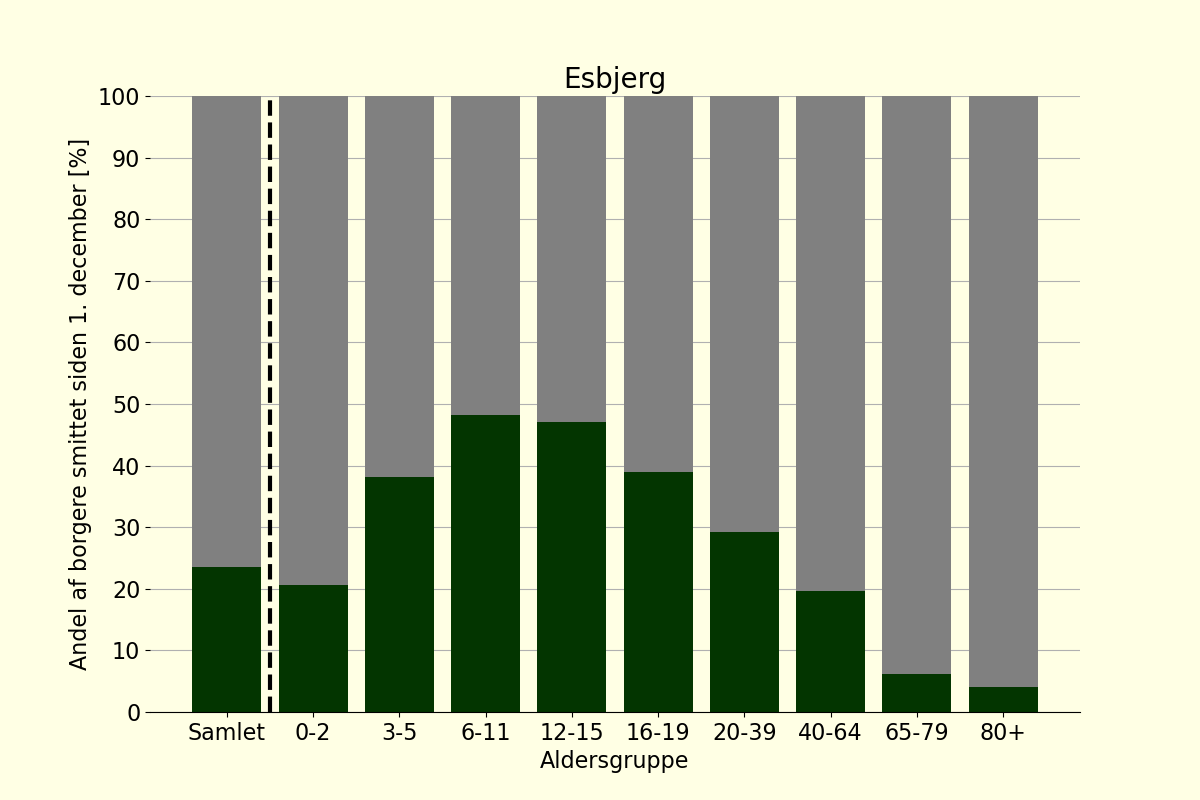 Esbjerg
Andel af borgere smittet siden 1. december [%]
100
90
80
70
60
50
40
30
20
10
0
Samlet 0-2 3-5 6-11 12-15 16-19 20-39 40-64 65-79 80+
Aldersgruppe